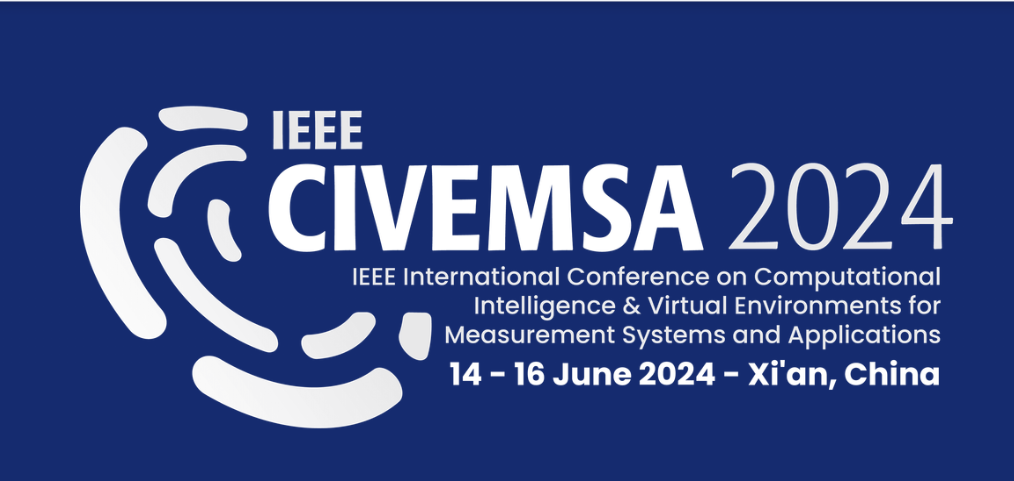 IEEE
CIVEMSA 2024
IEEE International Conference on Computational
Intelligence & Virtual Environments for
Measurement Systems and Applications
14 - 16 June 2024 - Xi'an, China